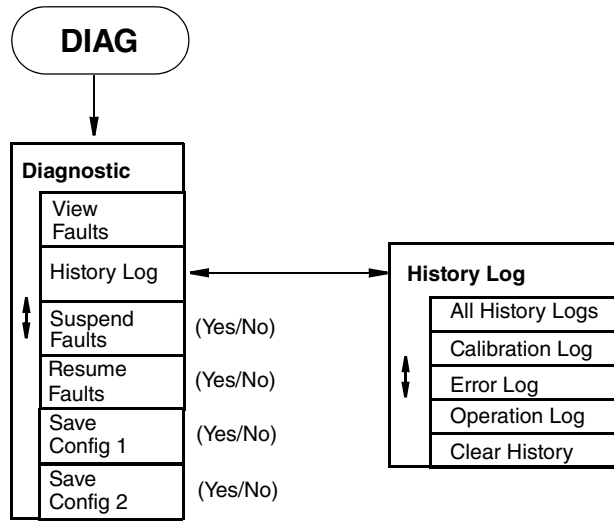 DIAG
Diagnostic
View
Faults
History Log
Suspend
Faults
(Yes/No)
Resume
Faults
(Yes/No)
Save
Config 1
(Yes/No)
Save
Config 2
(Yes/No)
History Log
All History Logs
Calibration Log
Error Log
Operation Log
Clear History